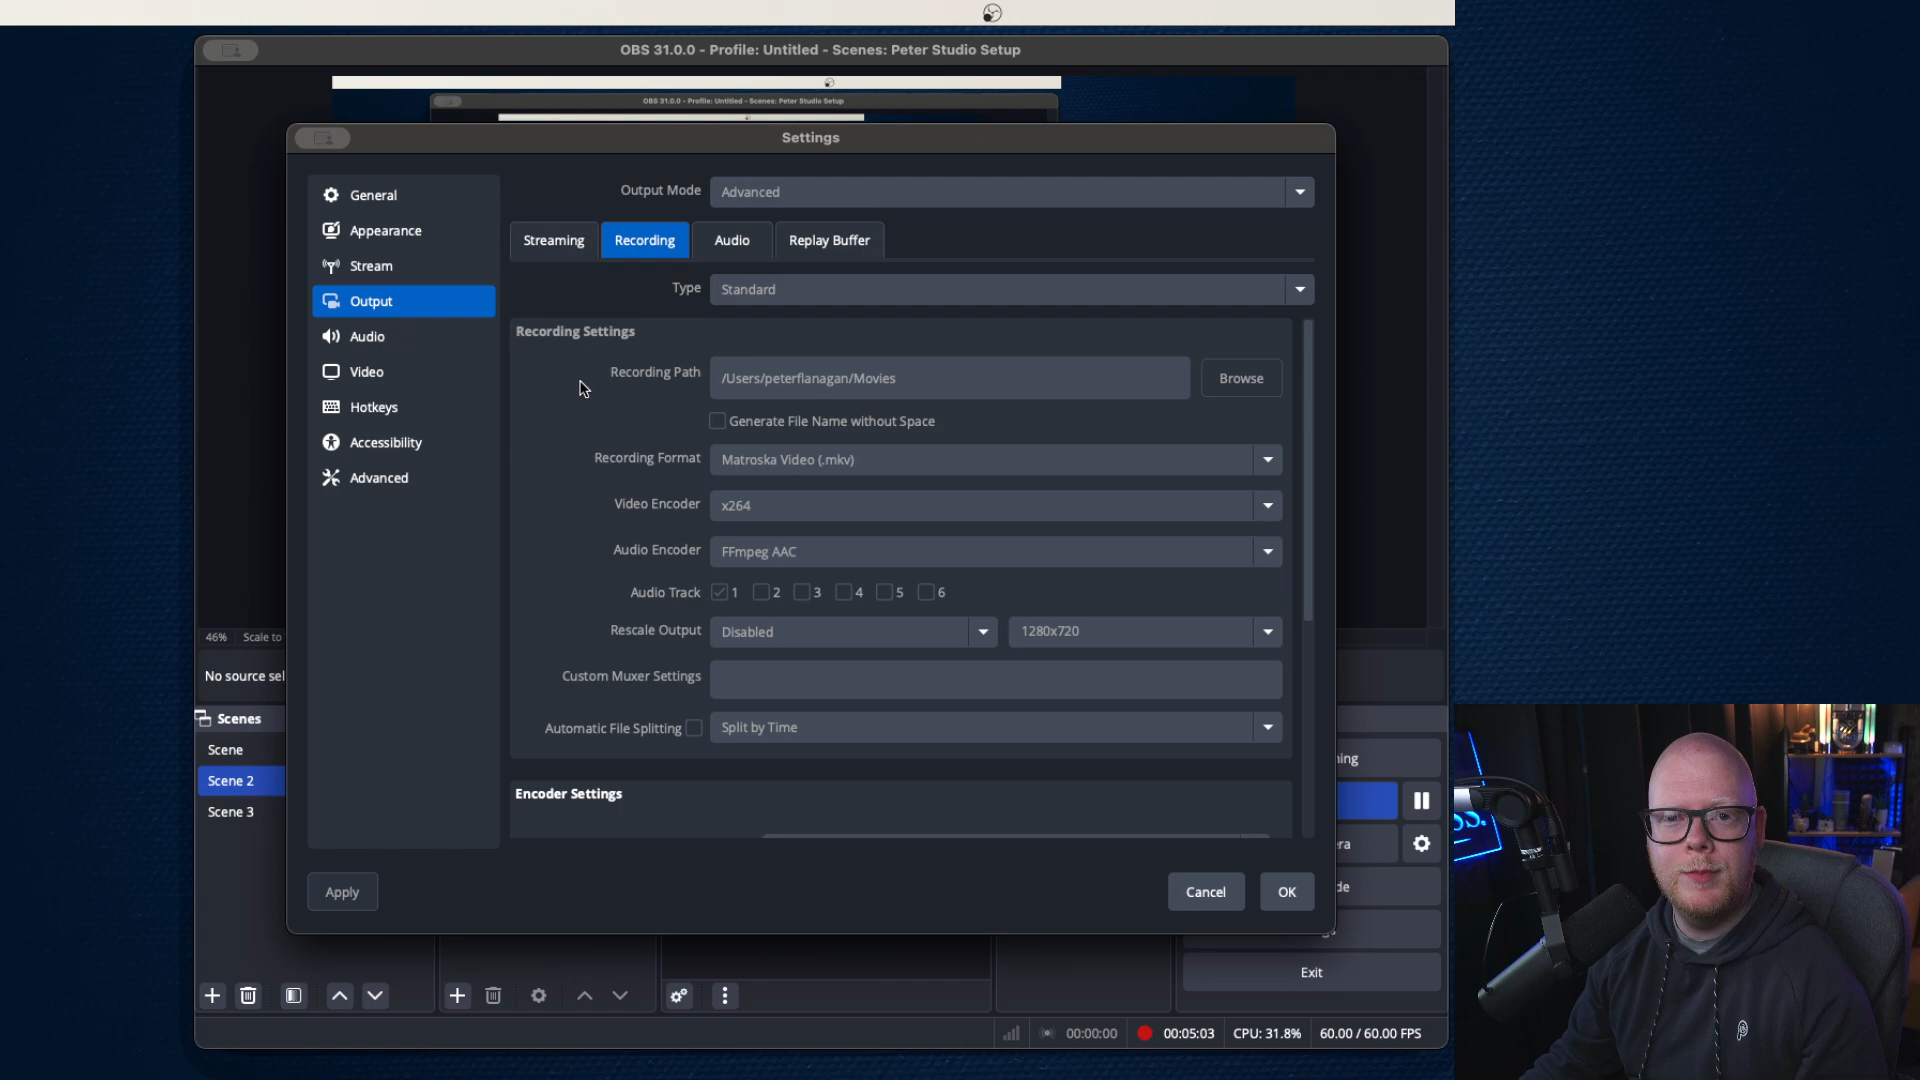 OBS 31.0.0 - Profile: Untitled - Scenes: Peter Studio Setup
OBS 31.0.0 - Profile: Untitled - Scenes: Peter Studio Setup
Settings
General
Appearance
Stream
Output
Audio
Video
Hotkeys
Accessibility
Advanced
Output Mode Advanced
Streaming Recording Audio Replay Buffer
Type Standard
Recording Settings
Recording Path /Users/peterflanagan/Movies Browse
Generate File Name without Space
Recording Format Matroska Video (.mkv)
Video Encoder x264
Audio Encoder FFmpeg AAC
Audio Track 1 2 3 4 5 6
Rescale Output Disabled 1280x720
Custom Muxer Settings
Automatic File Splitting Split by Time
Encoder Settings
Apply Cancel OK
46% Scale to
No source sel
Scenes
Scene
Scene 2
Scene 3
ning
ra
de
Exit
00:00:00 00:05:03 CPU: 31.8% 60.00 / 60.00 FPS